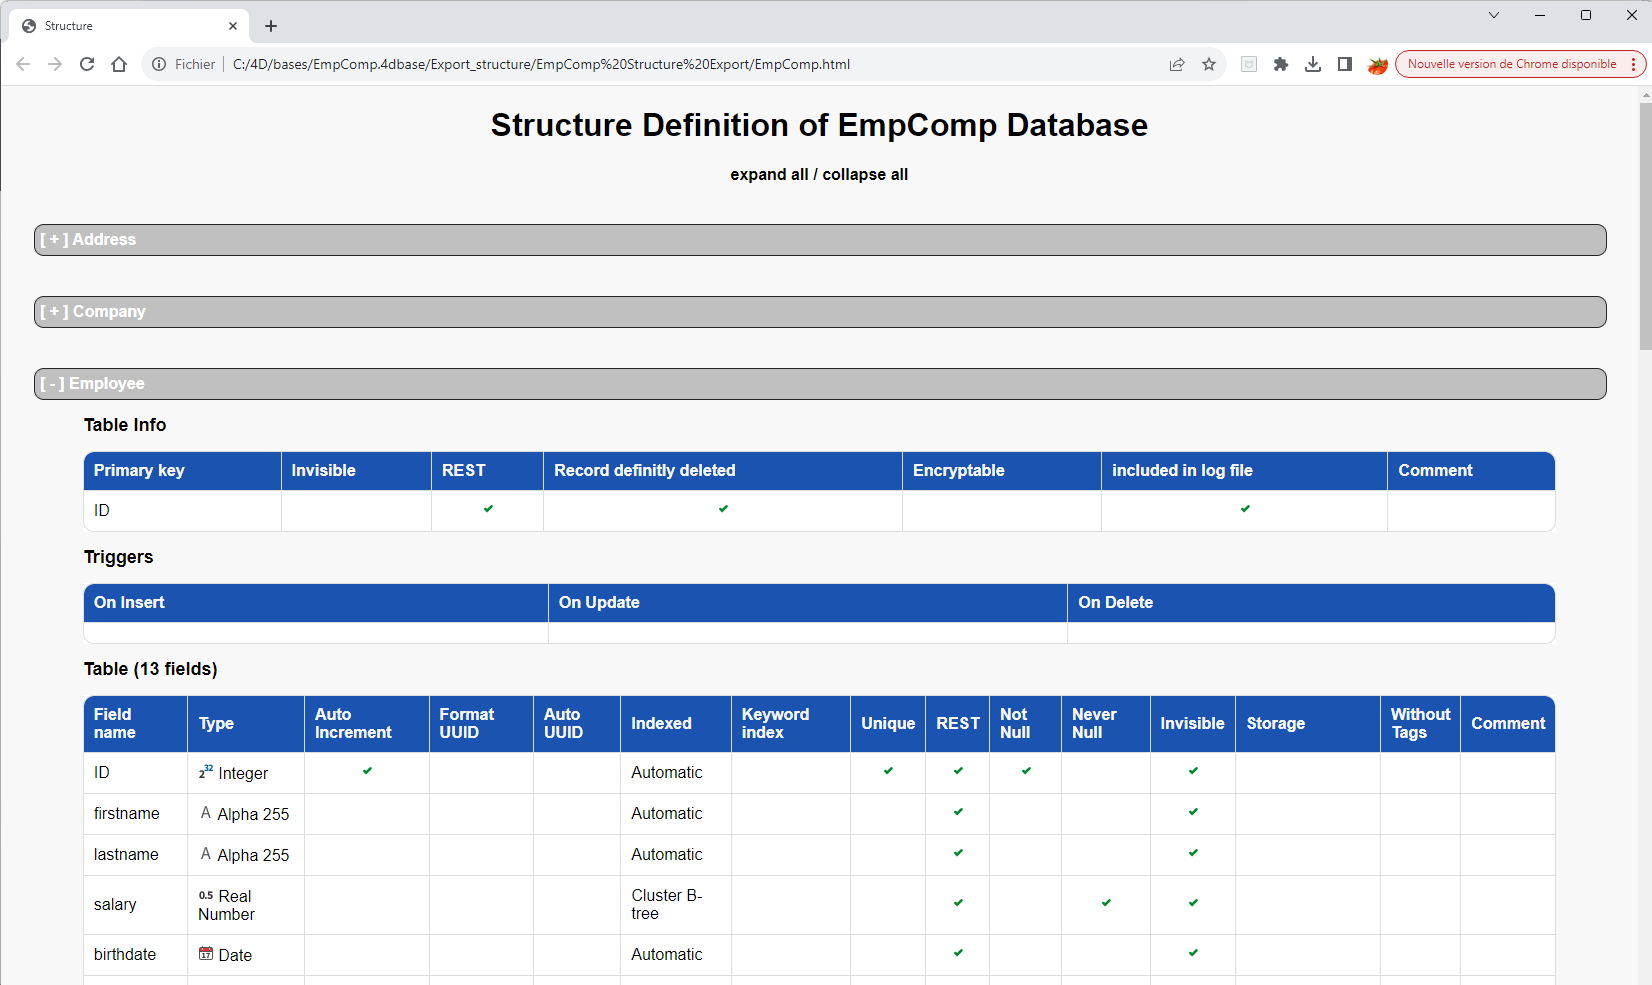 Structure
Fichier C:/4D/bases/EmpComp.4dbase/Export_structure/EmpComp%20Structure%20Export/EmpComp.html Nouvelle version de Chrome disponible
Structure Definition of EmpComp Database
expand all / collapse all
[ + ] Address
[ + ] Company
[ - ] Employee
Table Info
Primary key Invisible REST Record definitly deleted Encryptable included in log file Comment
ID
Triggers
On Insert On Update On Delete
Table (13 fields)
Field name Type Auto Increment Format UUID Auto UUID Indexed Keyword index Unique REST Not Null Never Null Invisible Storage Without Tags Comment
ID 2 32 Integer Automatic
firstname A Alpha 255 Automatic
lastname A Alpha 255 Automatic
salary 0.5 Real Number Cluster B-tree
birthdate 17 Date Automatic